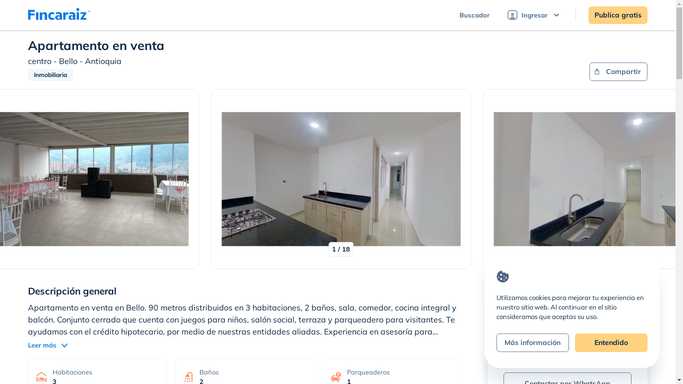 Fincaraiz
Buscador
Ingresar
Publica gratis
Apartamento en venta
centro - Bello - Antioquia
Inmobiliaria
Compartir
1 / 18
Descripción general
Apartamento en venta en Bello. 90 metros distribuidos en 3 habitaciones, 2 baños, sala, comedor, cocina integral y
balcón. Conjunto cerrado que cuenta con juegos para niños, salón social, terraza y parqueadero para visitantes. Te
ayudamos con el crédito hipotecario, por medio de nuestras entidades aliadas. Experiencia en asesoría para...
Leer más
Habitaciones
3
Baños
2
Parqueaderos
1
Utilizamos cookies para mejorar tu experiencia en
nuestro sitio web. Al continuar en el sitio
consideramos que aceptas su uso.
Más información
Entendido
Contactar por WhatsApp